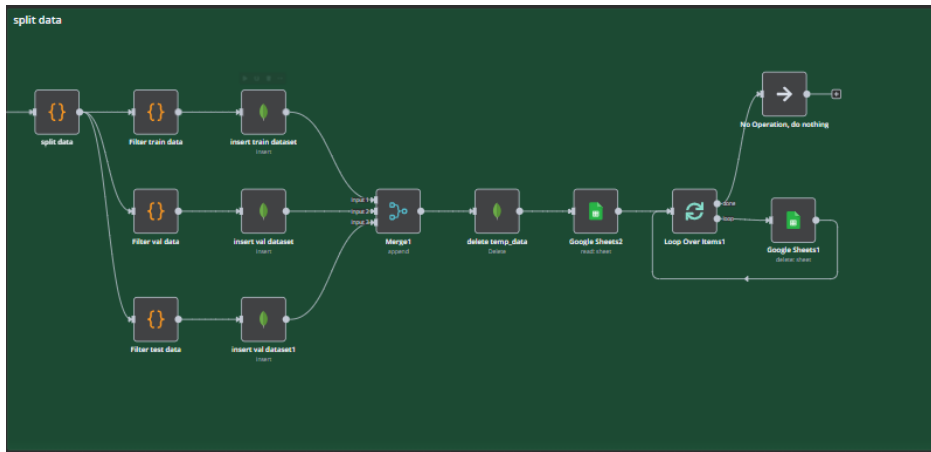 split data
No Operation, do nothing
split data
Filter train data
insert train dataset
Insert
Filter val data
insert val dataset
Insert
Input 1
Input 2
Input 3
Merge1
append
delete temp_data
Delete
Google Sheets2
read: sheet
Loop Over Items1
done
loop
Google Sheets1
delete: sheet
Filter test data
insert val dataset1
Insert